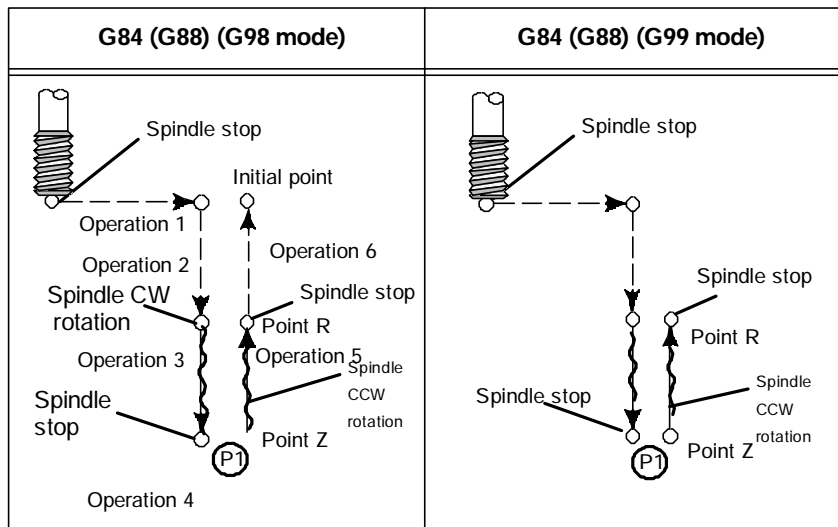 G84 (G88) (G98 mode)
G84 (G88) (G99 mode)
Spindle stop
Initial point
Operation 1
Operation 2
Operation 6
Spindle CW
rotation
Spindle stop
Point R
Operation 3
Operation 5
Spindle
CCW
rotation
Spindle
stop
Point Z
P1
Operation 4
Spindle stop
Spindle stop
Point R
Spindle stop
Spindle
CCW
rotation
Point Z
P1